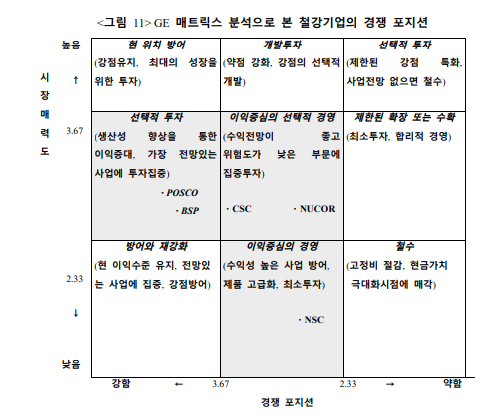 <그림 11> GE 매트릭스 분석으로 본 철강기업의 경쟁 포지션
높음
시
장
매
력
도
↑
3.67
2.33
↓
낮음
현 위치 방어
(강점유지, 최대의 성장을
위한 투자)
개발투자
(약점 강화, 강점의 선택적
개발)
선택적 투자
(제한된 강점 특화,
사업전망 없으면 철수)
선택적 투자
(생산성 향상을 통한
이익증대, 가장 전망있는
사업에 투자집중)
· POSCO
· BSP
이익중심의 선택적 경영
(수익전망이 좋고
위험도가 낮은 부문에
집중투자)
· CSC · NUCOR
제한된 확장 또는 수확
(최소투자, 합리적 경영)
방어와 재강화
(현 이익수준 유지, 전망있
는 사업에 집중, 강점방어)
이익중심의 경영
(수익성 높은 사업 방어,
제품 고급화, 최소투자)
· NSC
철수
(고정비 절감, 현금가치
극대화시점에 매각)
강함 ← 3.67 2.33 → 약함
경쟁 포지션